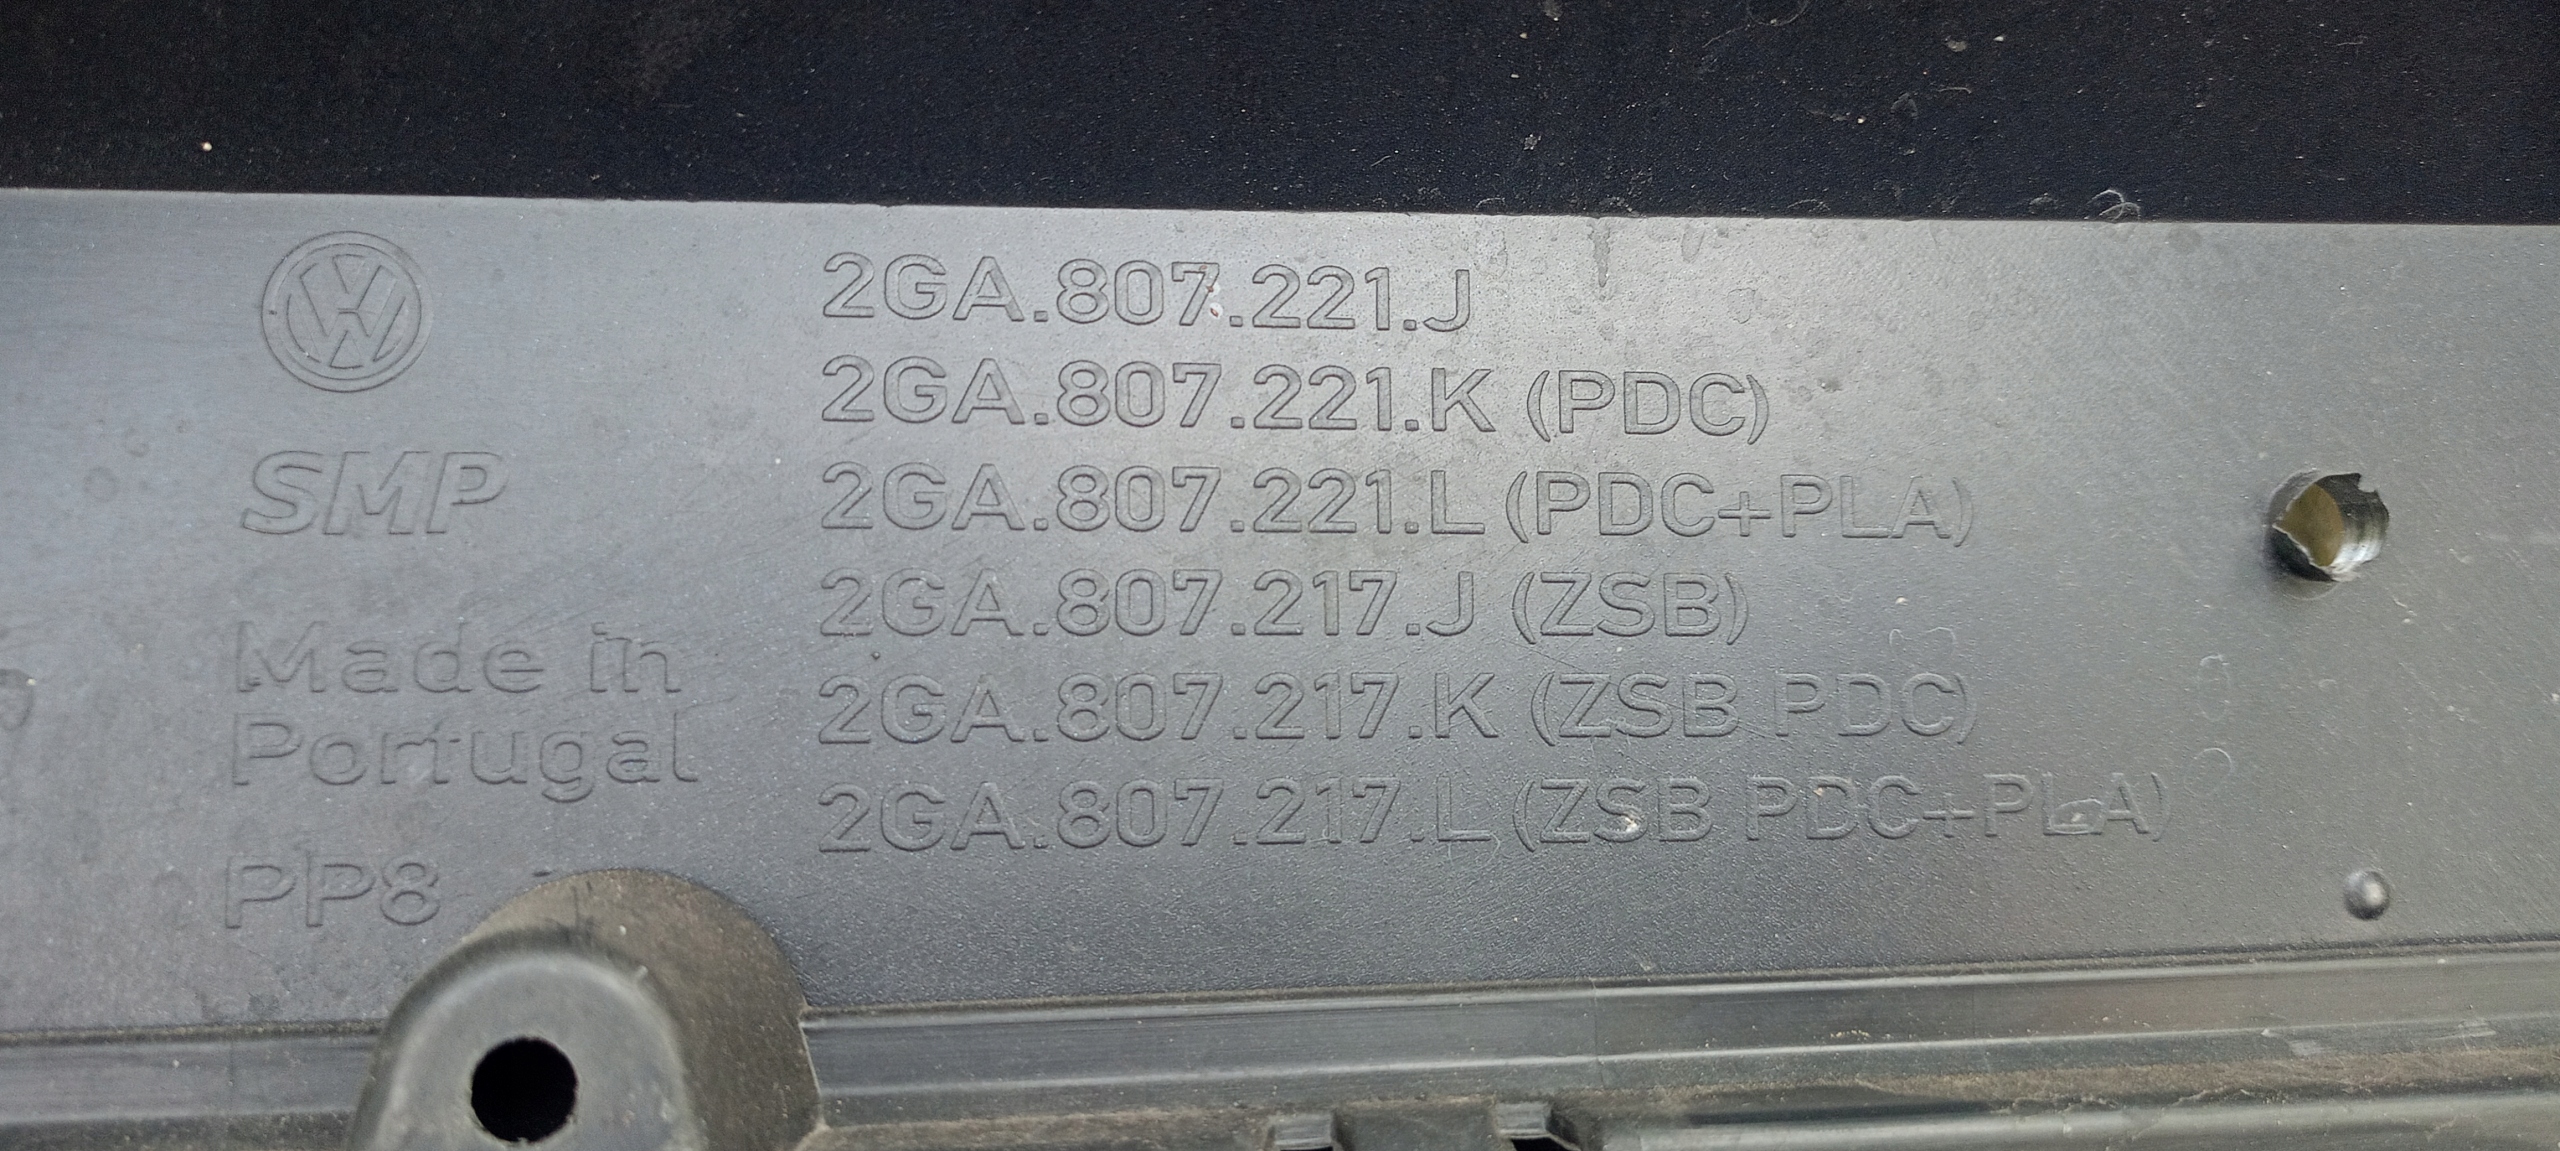 2GA.807.221.J
2GA.807.221.K (PDC)
2GA.807.221.L (PDC+PLA)
2GA.807.217.J (ZSB)
2GA.807.217.K (ZSB PDC)
2GA.807.217.L (ZSB PDC+PLA)
VW
SMP
Made in
Portugal
PP8